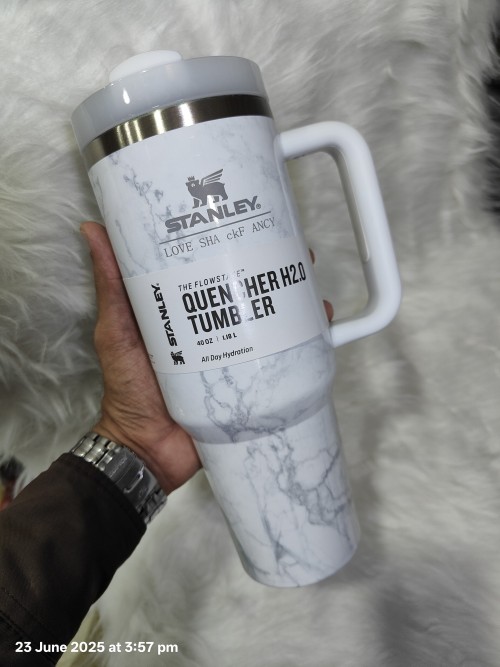 STANLEY®
LOVE SHA ckF ANCY
STANLEY.
THE FLOWSTATE™
QUENCHER H2.0
TUMBLER
40 OZ | 1.18 L
All Day Hydration
23 June 2025 at 3:57 pm